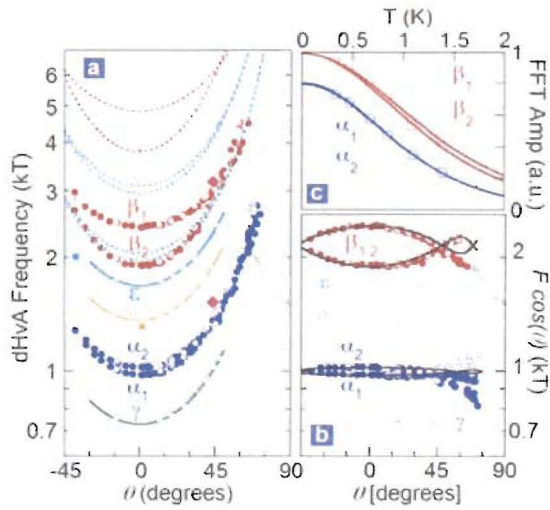 a
dHvA Frequency (kT)
6
5
4
3
2
1
0.7
β₁
β₂
α₂
α₁
γ
-45 0 45 90
θ (degrees)
T (K)
0 0.5 1 1.5 2
1
0
FFT Amp (a.u.)
β₁
β₂
α₁
α₂
c
β₁,₂
α₂
α₁
γ
b
2
1
0.7
F cos(θ) (kT)
0 45 90
θ [degrees]